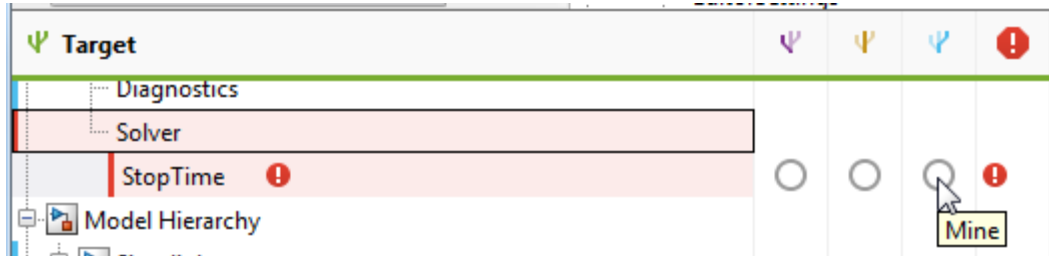 Target
Diagnostics
Solver
StopTime
Model Hierarchy
Mine